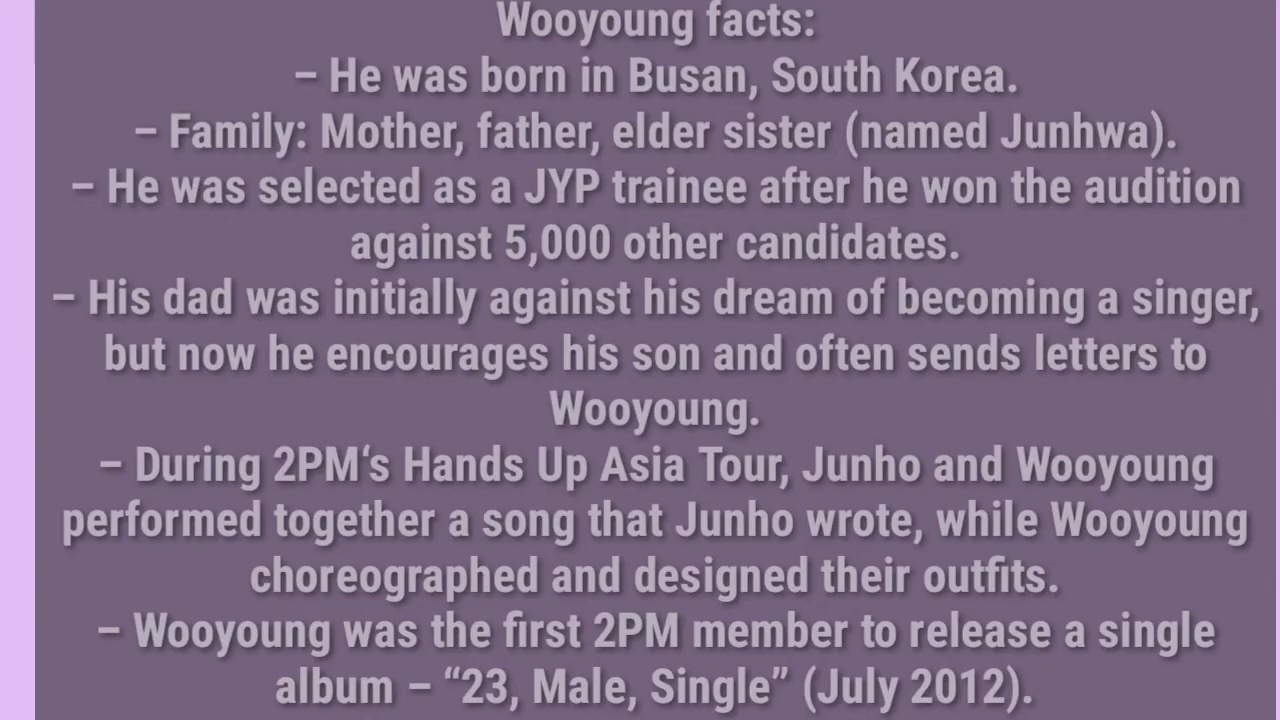 Wooyoung facts:
– He was born in Busan, South Korea.
– Family: Mother, father, elder sister (named Junhwa).
– He was selected as a JYP trainee after he won the audition
against 5,000 other candidates.
– His dad was initially against his dream of becoming a singer,
but now he encourages his son and often sends letters to
Wooyoung.
– During 2PM‘s Hands Up Asia Tour, Junho and Wooyoung
performed together a song that Junho wrote, while Wooyoung
choreographed and designed their outfits.
– Wooyoung was the first 2PM member to release a single
album – “23, Male, Single” (July 2012).